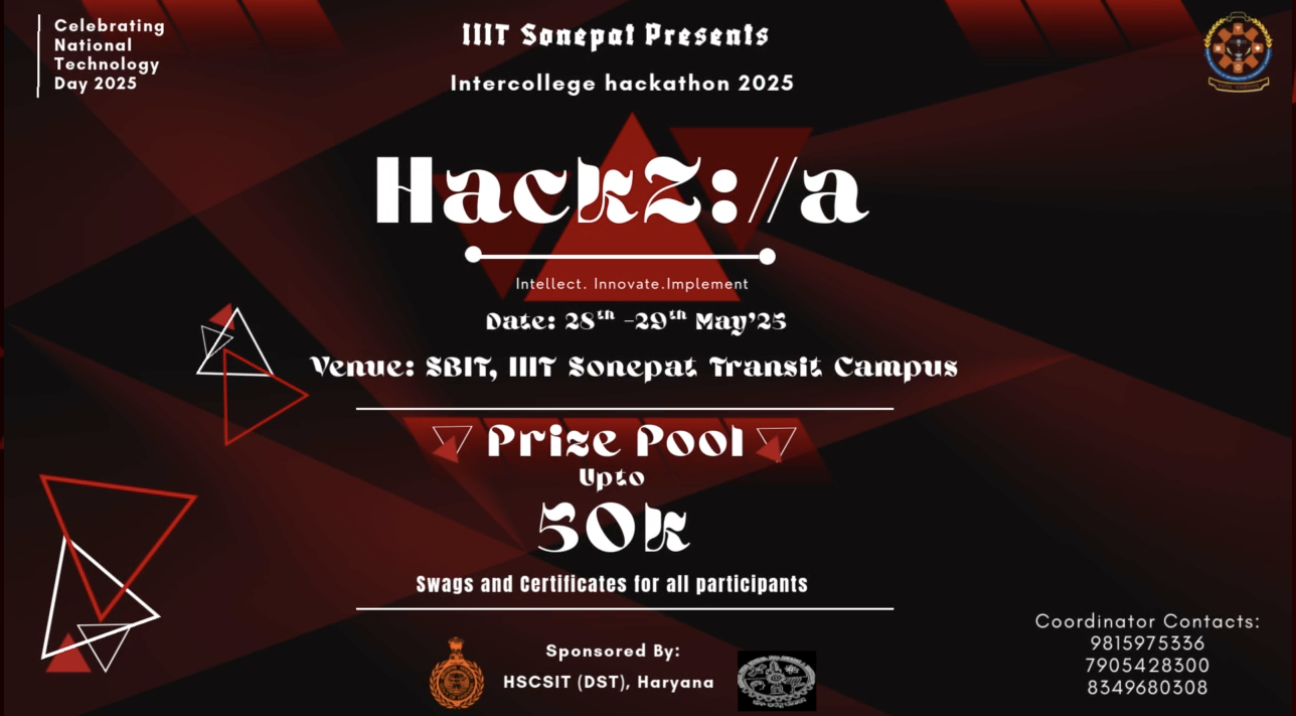 Celebrating
National
Technology
Day 2025
IIIT Sonepat Presents
Intercollege hackathon 2025
HackZ://a
Intellect. Innovate.Implement
Date: 28th -29th May'25
Venue: SBIT, IIIT Sonepat Transit Campus
Prize Pool
Upto
50k
Swags and Certificates for all participants
Sponsored By:
HSCSIT (DST), Haryana
Coordinator Contacts:
9815975336
7905428300
8349680308